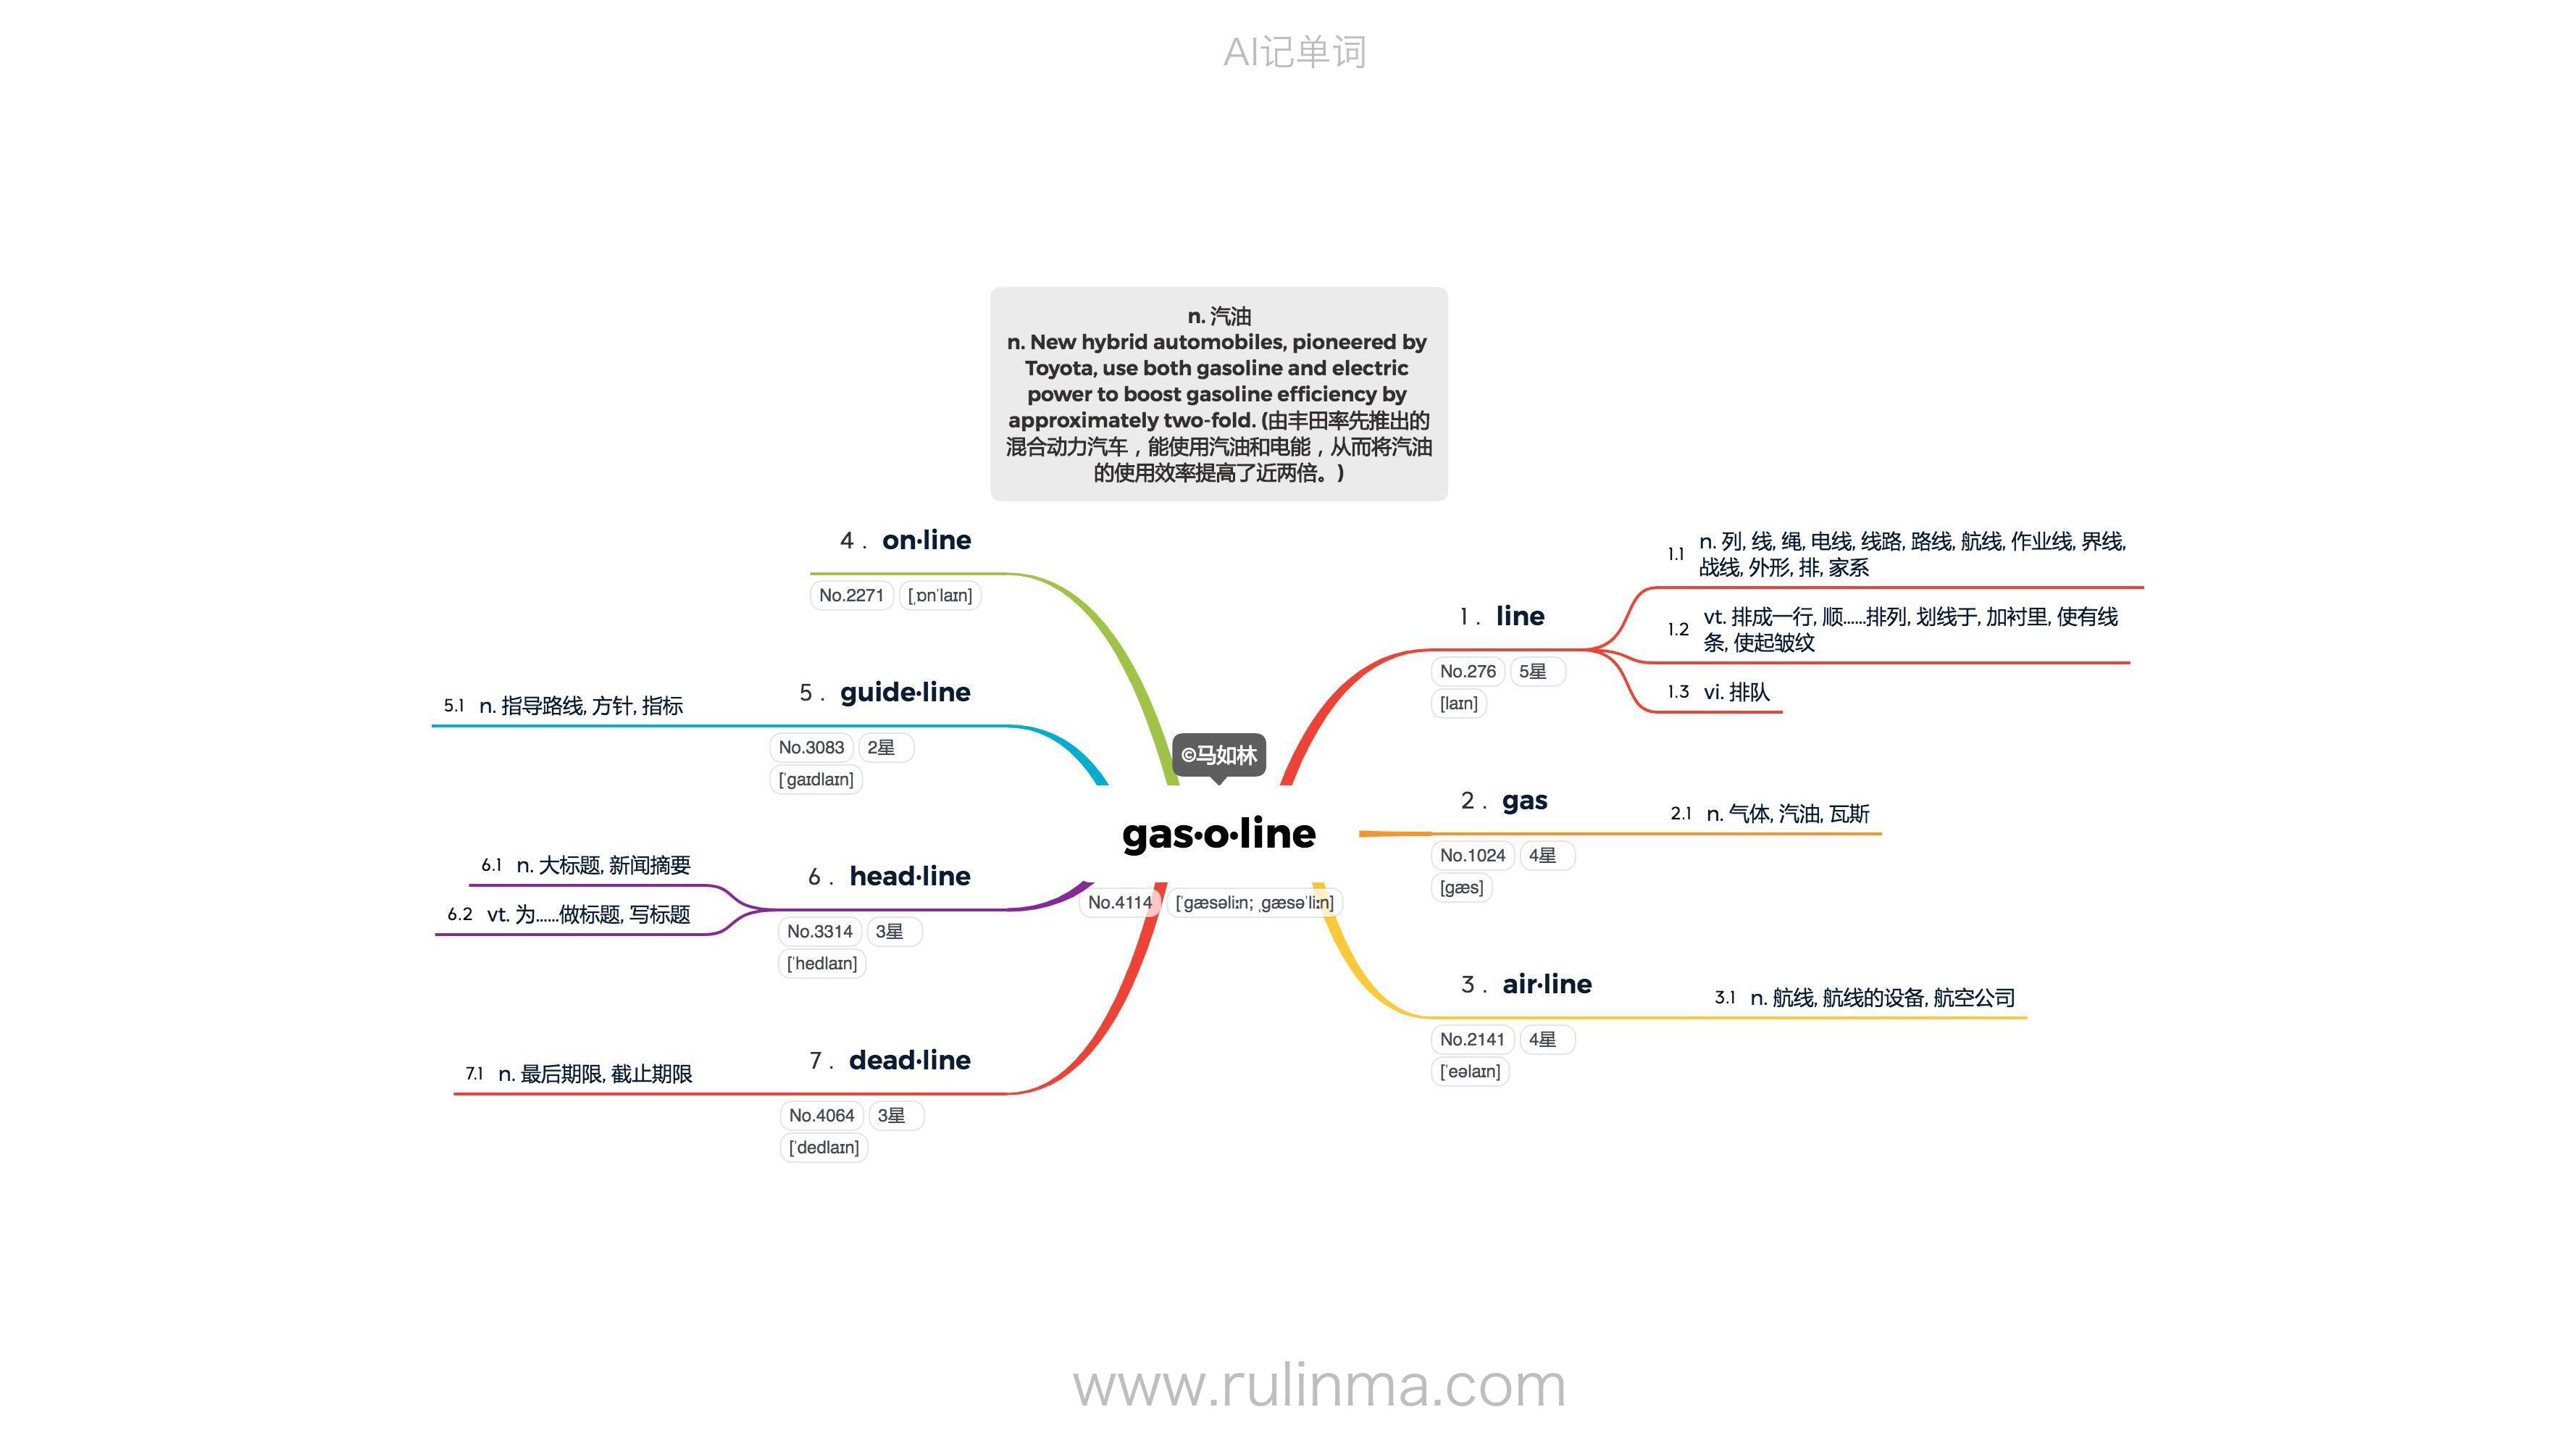 AI记单词
n. 汽油
n. New hybrid automobiles, pioneered by
Toyota, use both gasoline and electric
power to boost gasoline efficiency by
approximately two-fold. (由丰田率先推出的
混合动力汽车，能使用汽油和电能，从而将汽油
的使用效率提高了近两倍。)
©马如林
gas·o·line
No.4114 [ˈgæsəliːn; ˌgæsəˈliːn]
1. line
No.276 5星
[laɪn]
1.1 n. 列, 线, 绳, 电线, 线路, 路线, 航线, 作业线, 界线,
战线, 外形, 排, 家系
1.2 vt. 排成一行, 顺……排列, 划线于, 加衬里, 使有线
条, 使起皱纹
1.3 vi. 排队
2. gas
No.1024 4星
[gæs]
2.1 n. 气体, 汽油, 瓦斯
3. air·line
No.2141 4星
[ˈeəlaɪn]
3.1 n. 航线, 航线的设备, 航空公司
4. on·line
No.2271 [ˌɒnˈlaɪn]
5. guide·line
No.3083 2星
[ˈgaɪdlaɪn]
5.1 n. 指导路线, 方针, 指标
6. head·line
No.3314 3星
[ˈhedlaɪn]
6.1 n. 大标题, 新闻摘要
6.2 vt. 为……做标题, 写标题
7. dead·line
No.4064 3星
[ˈdedlaɪn]
7.1 n. 最后期限, 截止期限
www.rulinma.com